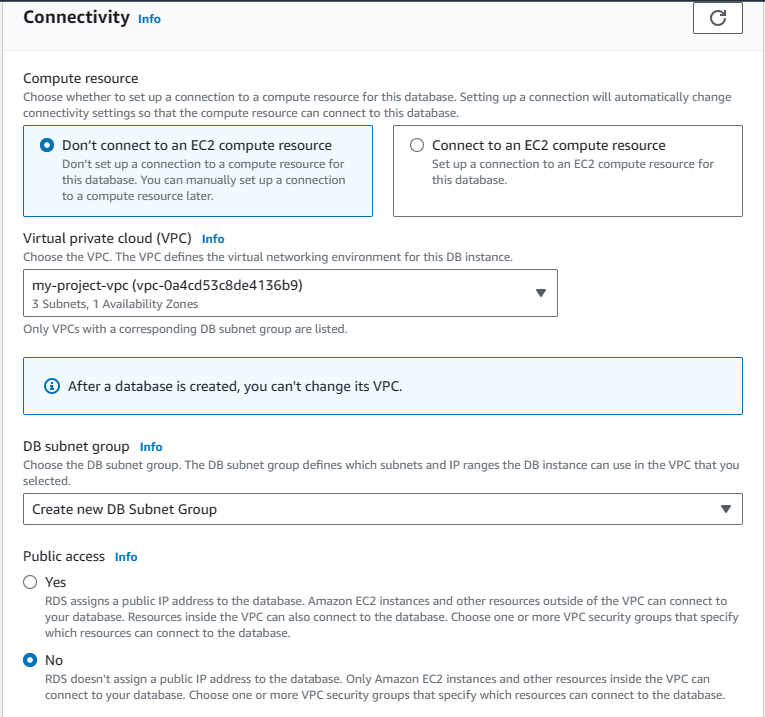 Connectivity Info
Compute resource
Choose whether to set up a connection to a compute resource for this database. Setting up a connection will automatically change
connectivity settings so that the compute resource can connect to this database.
Don't connect to an EC2 compute resource
Don't set up a connection to a compute resource for
this database. You can manually set up a connection
to a compute resource later.
Connect to an EC2 compute resource
Set up a connection to an EC2 compute resource for
this database.
Virtual private cloud (VPC) Info
Choose the VPC. The VPC defines the virtual networking environment for this DB instance.
my-project-vpc (vpc-0a4cd53c8de4136b9)
3 Subnets, 1 Availability Zones
Only VPCs with a corresponding DB subnet group are listed.
After a database is created, you can't change its VPC.
DB subnet group Info
Choose the DB subnet group. The DB subnet group defines which subnets and IP ranges the DB instance can use in the VPC that you
selected.
Create new DB Subnet Group
Public access Info
Yes
RDS assigns a public IP address to the database. Amazon EC2 instances and other resources outside of the VPC can connect to
your database. Resources inside the VPC can also connect to the database. Choose one or more VPC security groups that specify
which resources can connect to the database.
No
RDS doesn't assign a public IP address to the database. Only Amazon EC2 instances and other resources inside the VPC can
connect to your database. Choose one or more VPC security groups that specify which resources can connect to the database.